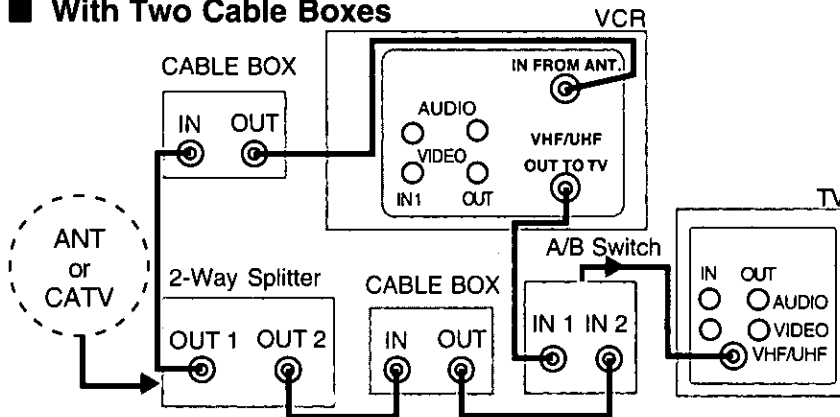 With Two Cable Boxes
VCR
CABLE BOX
IN FROM ANT.
IN OUT
AUDIO
VHF/UHF
VIDEO
OUT TO TV
IN1 OUT
TV
ANT
or
CATV
A/B Switch
2-Way Splitter
CABLE BOX
IN OUT
AUDIO
VIDEO
VHF/UHF
OUT 1 OUT 2
IN OUT
IN 1 IN 2